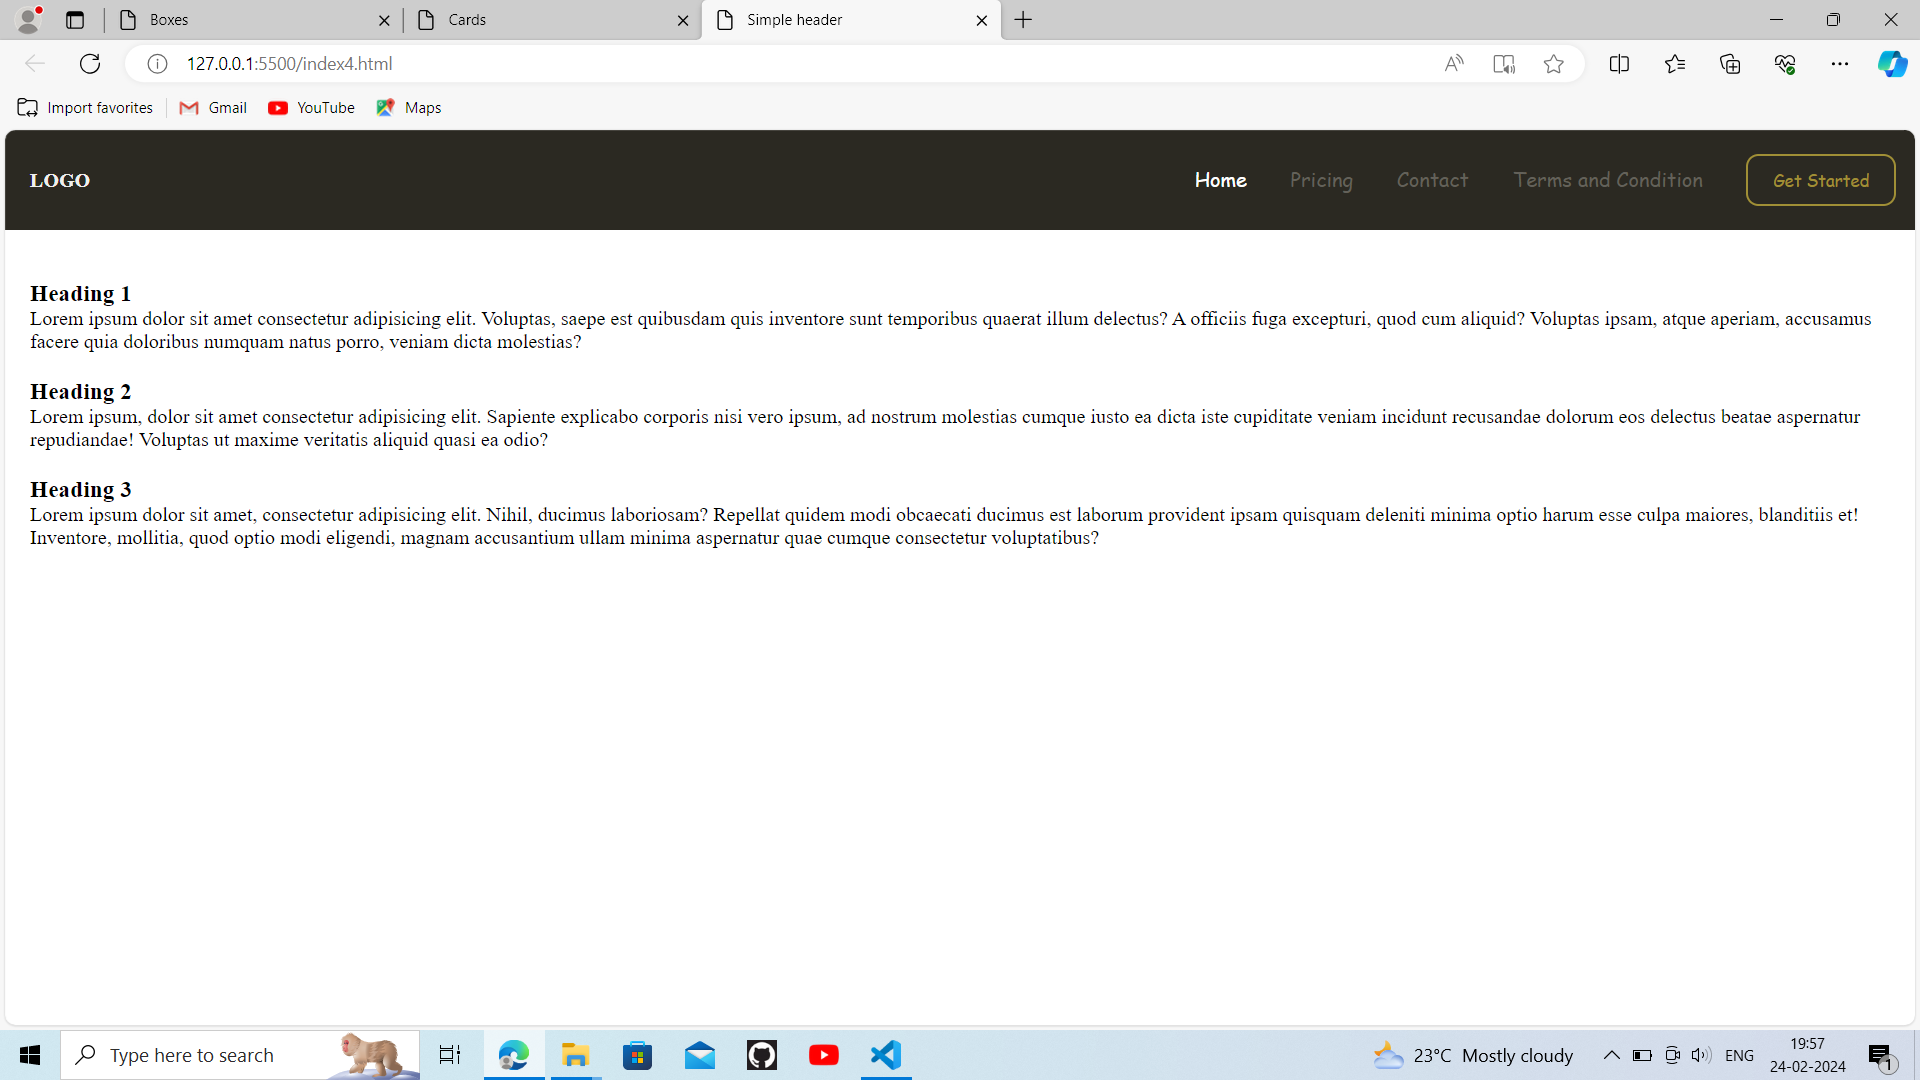 Boxes
Cards
Simple header
127.0.0.1:5500/index4.html
Import favorites
Gmail
YouTube
Maps
LOGO
Home
Pricing
Contact
Terms and Condition
Get Started
Heading 1
Lorem ipsum dolor sit amet consectetur adipisicing elit. Voluptas, saepe est quibusdam quis inventore sunt temporibus quaerat illum delectus? A officiis fuga excepturi, quod cum aliquid? Voluptas ipsam, atque aperiam, accusamus
facere quia doloribus numquam natus porro, veniam dicta molestias?
Heading 2
Lorem ipsum, dolor sit amet consectetur adipisicing elit. Sapiente explicabo corporis nisi vero ipsum, ad nostrum molestias cumque iusto ea dicta iste cupiditate veniam incidunt recusandae dolorum eos delectus beatae aspernatur
repudiandae! Voluptas ut maxime veritatis aliquid quasi ea odio?
Heading 3
Lorem ipsum dolor sit amet, consectetur adipisicing elit. Nihil, ducimus laboriosam? Repellat quidem modi obcaecati ducimus est laborum provident ipsam quisquam deleniti minima optio harum esse culpa maiores, blanditiis et!
Inventore, mollitia, quod optio modi eligendi, magnam accusantium ullam minima aspernatur quae cumque consectetur voluptatibus?
Type here to search
23°C Mostly cloudy
ENG
19:57
24-02-2024
1